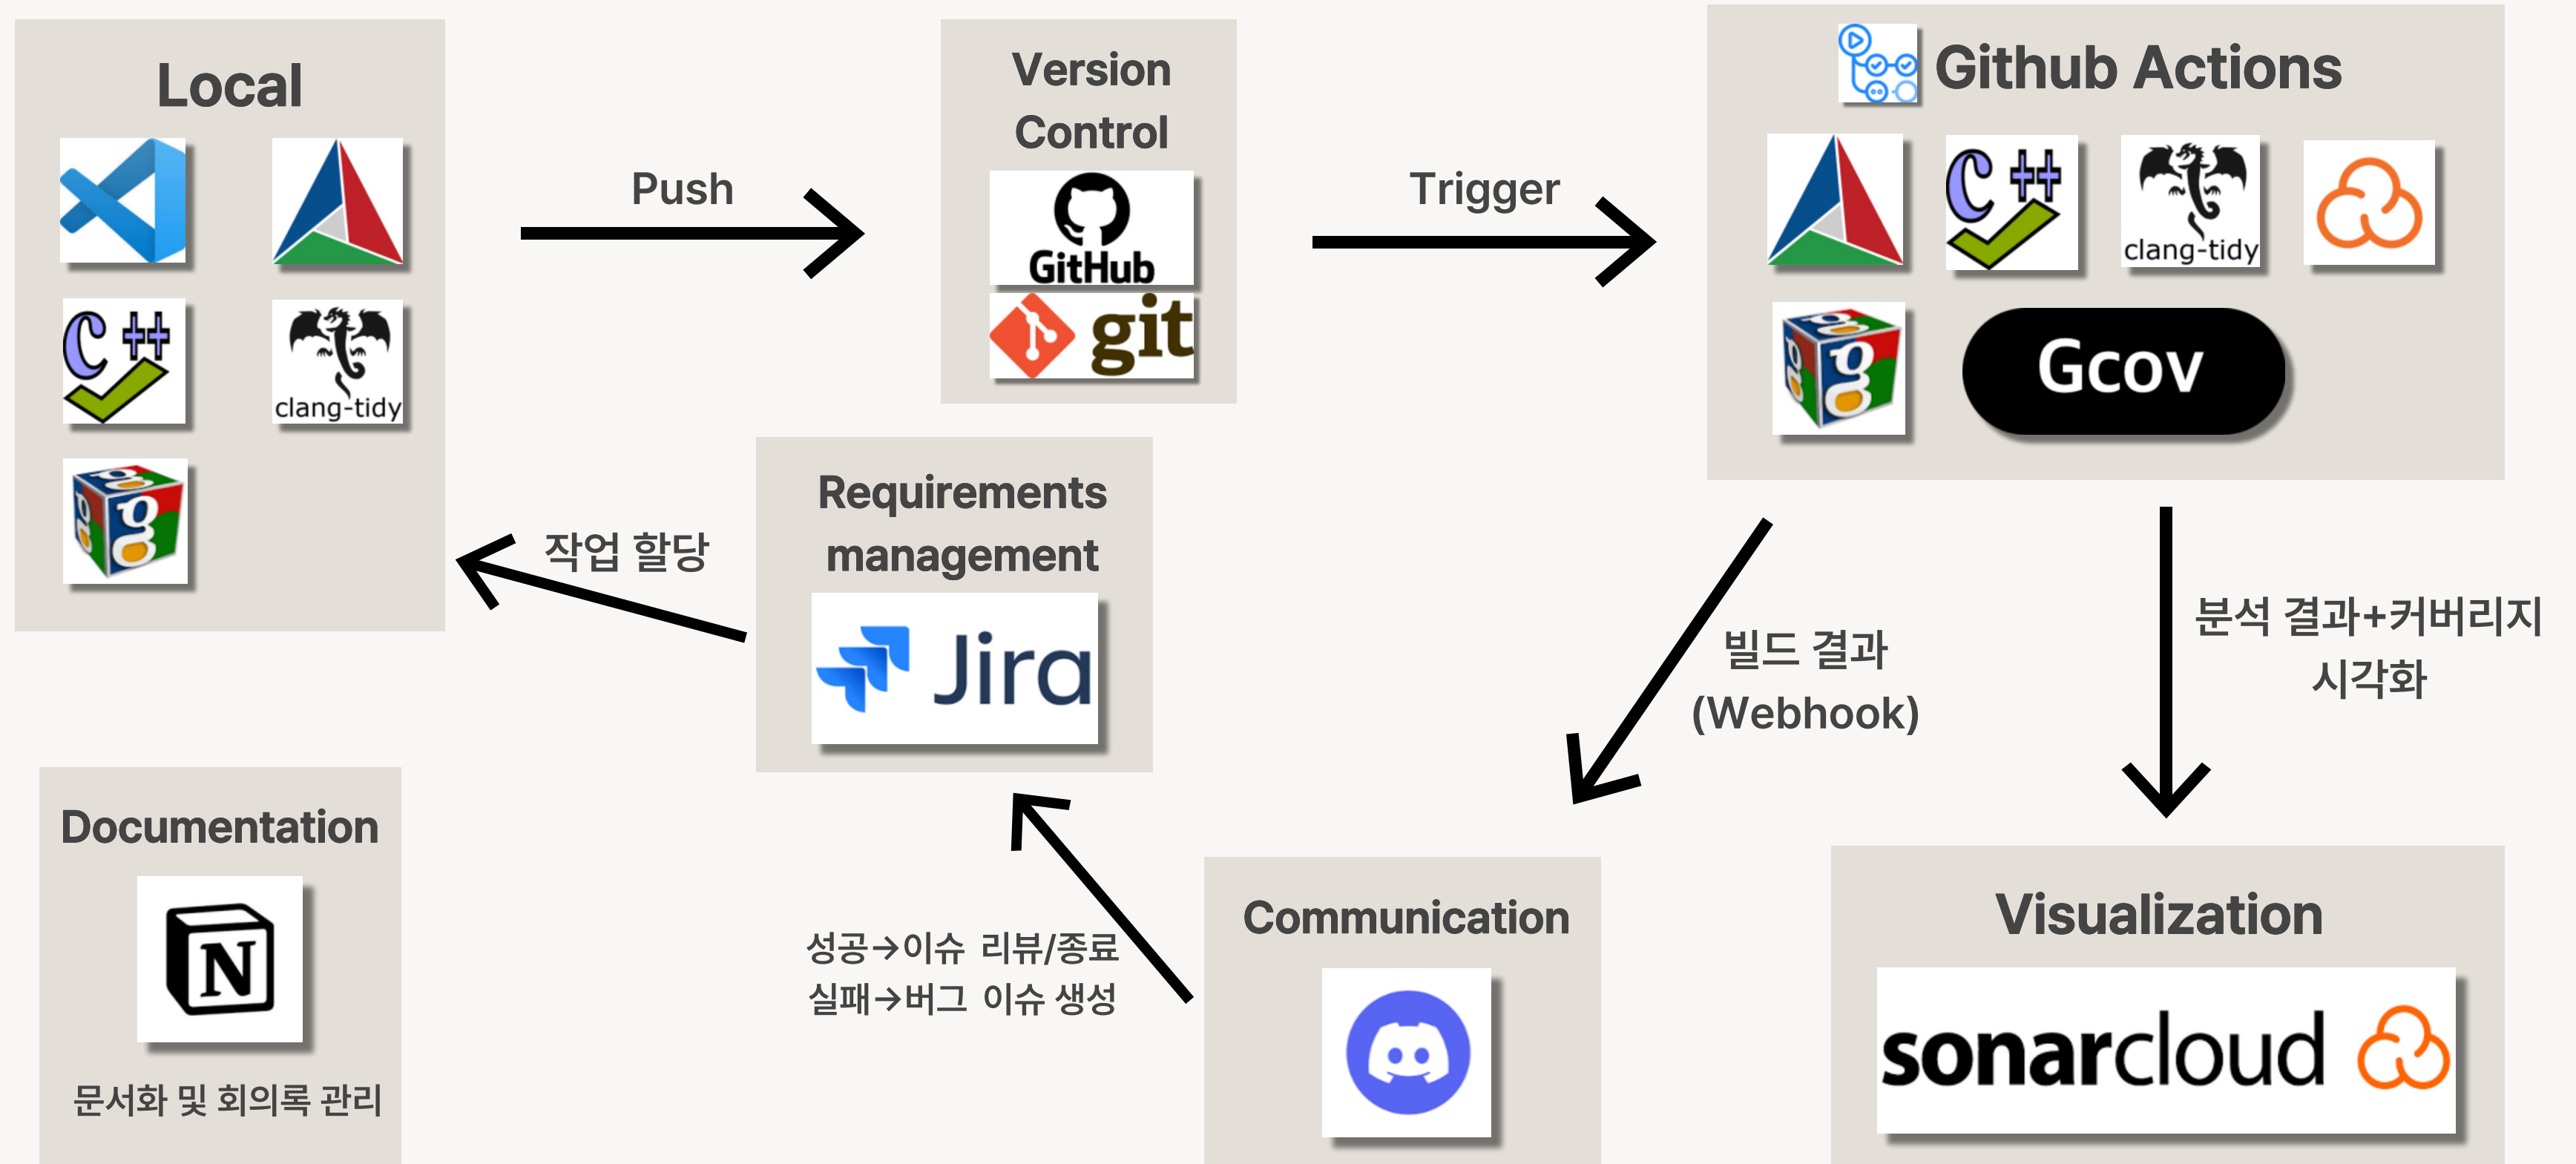 Local
C ++
clang-tidy
g g g
Push
Version
Control
GitHub
git
Trigger
Github Actions
C ++
clang-tidy
g g g
Gcov
작업 할당
Requirements
management
Jira
빌드 결과
(Webhook)
분석 결과+커버리지
시각화
Documentation
N
문서화 및 회의록 관리
성공→이슈 리뷰/종료
실패→버그 이슈 생성
Communication
Visualization
sonarcloud